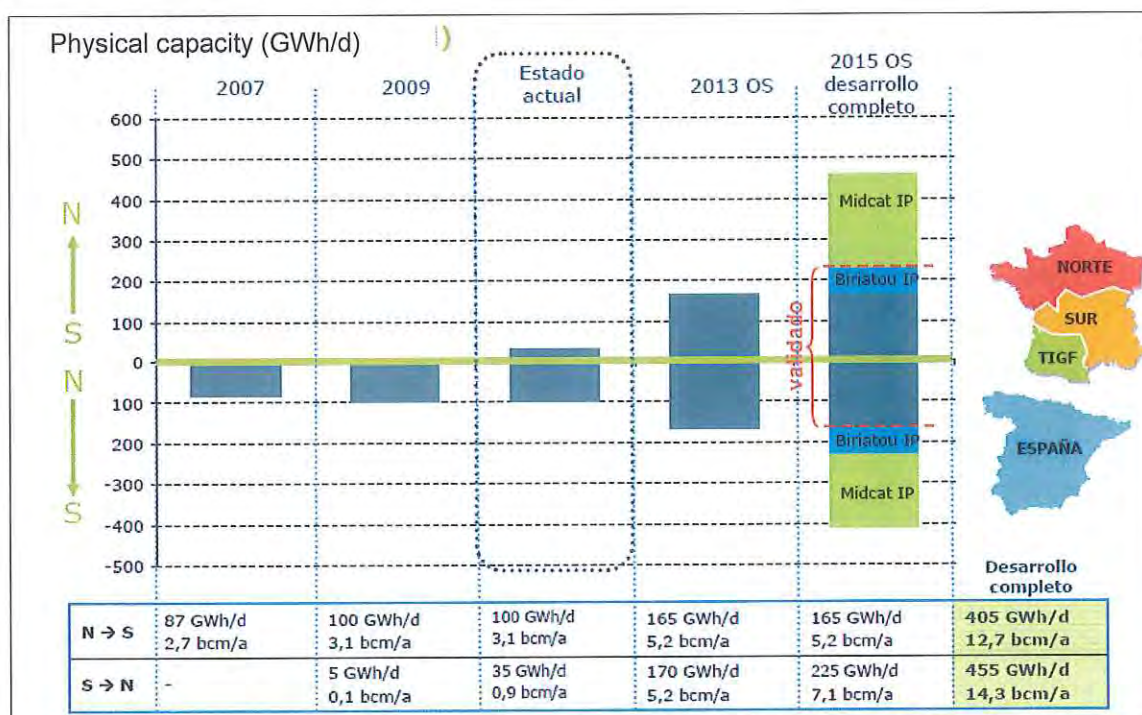 Physical capacity (GWh/d)
2007
2009
Estado
actual
2013 OS
2015 OS
desarrollo
completo
600
500
400
300
200
100
0
100
200
-300
-400
-500
N
S
N
S
Midcat IP
Biriatou IP
validado
Biriatou IP
Midcat IP
NORTE
SUR
TIGF
ESPAÑA
Desarrollo
completo
N → S
87 GWh/d
2,7 bcm/a
100 GWh/d
3,1 bcm/a
100 GWh/d
3,1 bcm/a
165 GWh/d
5,2 bcm/a
165 GWh/d
5,2 bcm/a
405 GWh/d
12,7 bcm/a
S → N
-
5 GWh/d
0,1 bcm/a
35 GWh/d
0,9 bcm/a
170 GWh/d
5,2 bcm/a
225 GWh/d
7,1 bcm/a
455 GWh/d
14,3 bcm/a